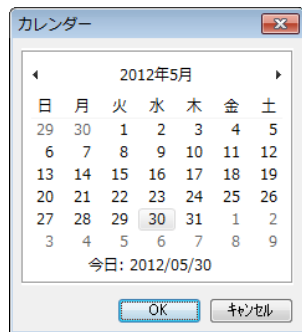 カレンダー
2012年5月
日 月 火 水 木 金 土
29 30 1 2 3 4 5
6 7 8 9 10 11 12
13 14 15 16 17 18 19
20 21 22 23 24 25 26
27 28 29 30 31 1 2
3 4 5 6 7 8 9
今日: 2012/05/30
OK キャンセル